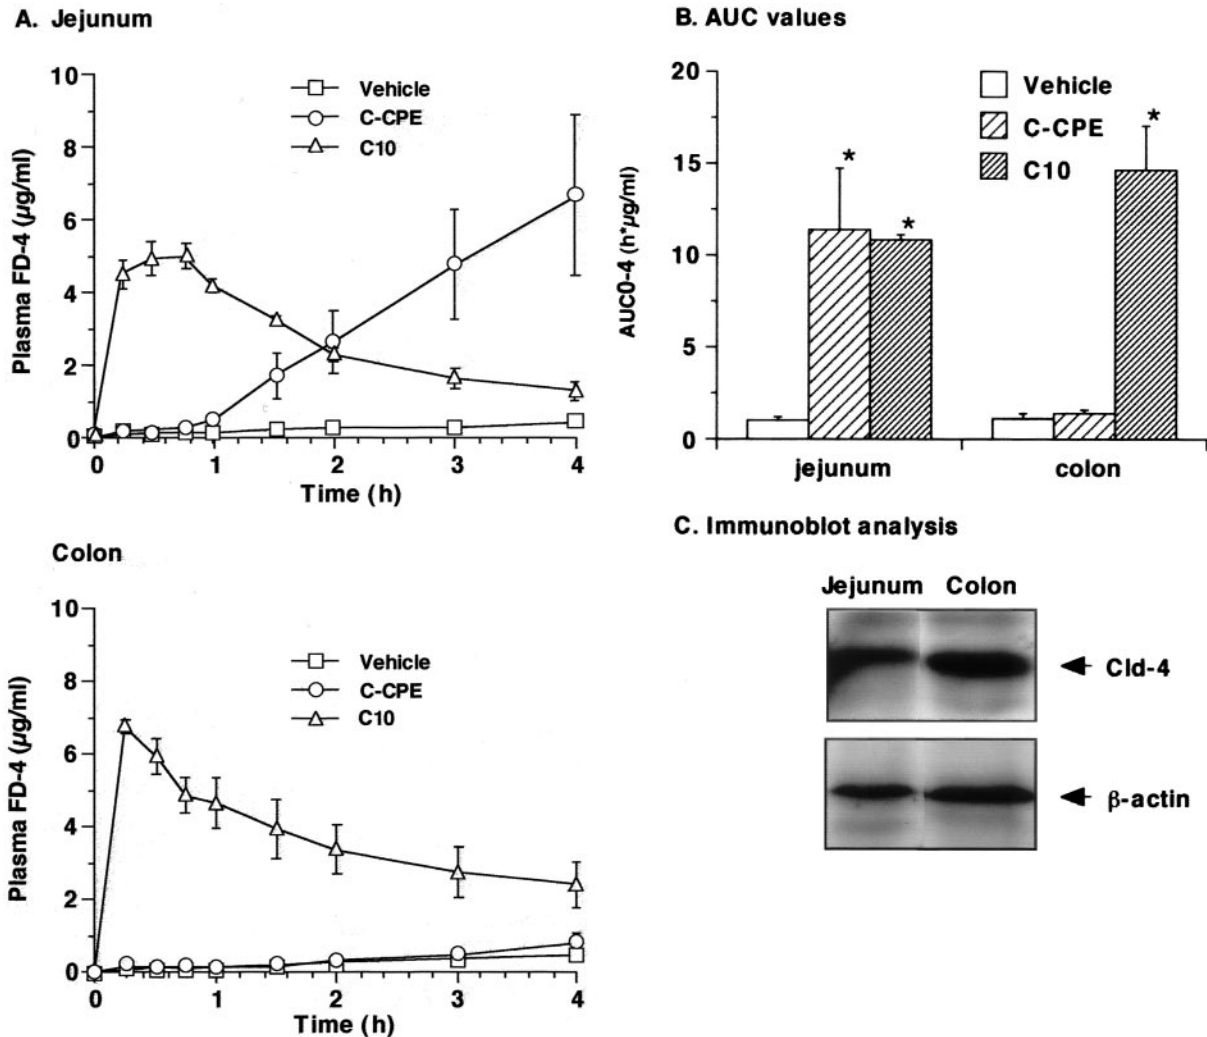 A. Jejunum
Plasma FD-4 (µg/ml)
10
8
6
4
2
0
Vehicle
C-CPE
C10
0 1 2 3 4
Time (h)
Colon
Plasma FD-4 (µg/ml)
10
8
6
4
2
0
Vehicle
C-CPE
C10
0 1 2 3 4
Time (h)
B. AUC values
AUC0-4 (h*µg/ml)
20
15
10
5
0
Vehicle
C-CPE
C10
* * *
jejunum colon
C. Immunoblot analysis
Jejunum Colon
Cld-4
β-actin